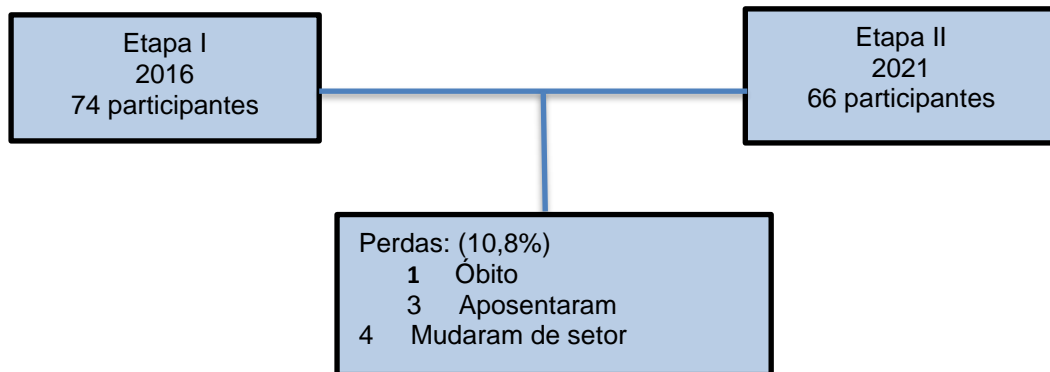 Etapa I
2016
74 participantes
Etapa II
2021
66 participantes
Perdas: (10,8%)
1 Óbito
3 Aposentaram
4 Mudaram de setor